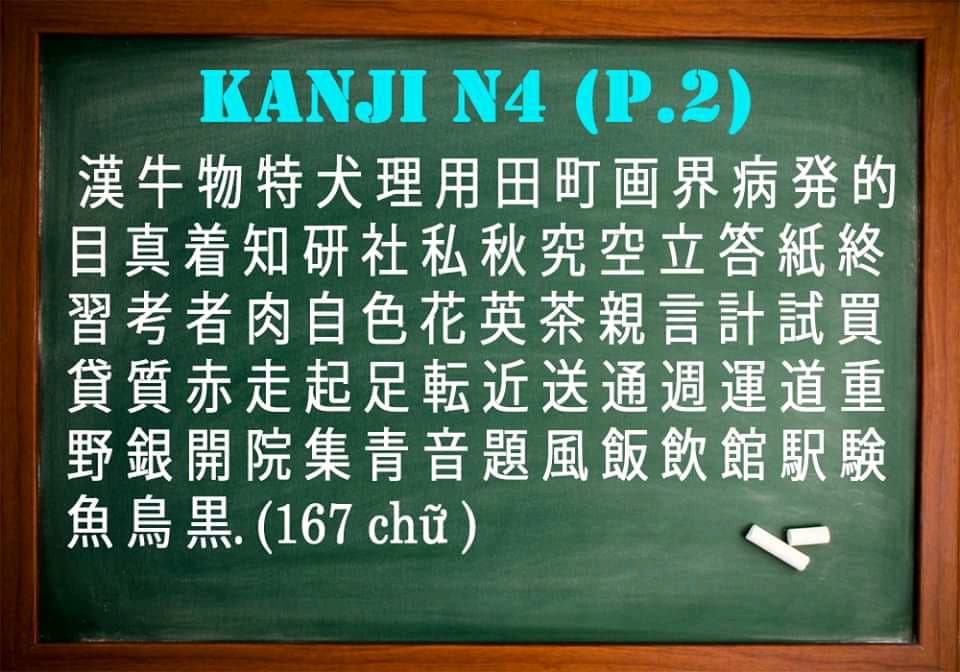 KANJI N4 (P.2)
漢 牛 物 特 犬 理 用 田 町 画 界 病 発 的
目 真 着 知 研 社 私 秋 究 空 立 答 紙 終
習 考 者 肉 自 色 花 英 茶 親 言 計 試 買
貸 質 赤 走 起 足 転 近 送 通 週 運 道 重
野 銀 開 院 集 青 音 題 風 飯 飲 館 駅 験
魚 鳥 黒. (167 chữ )